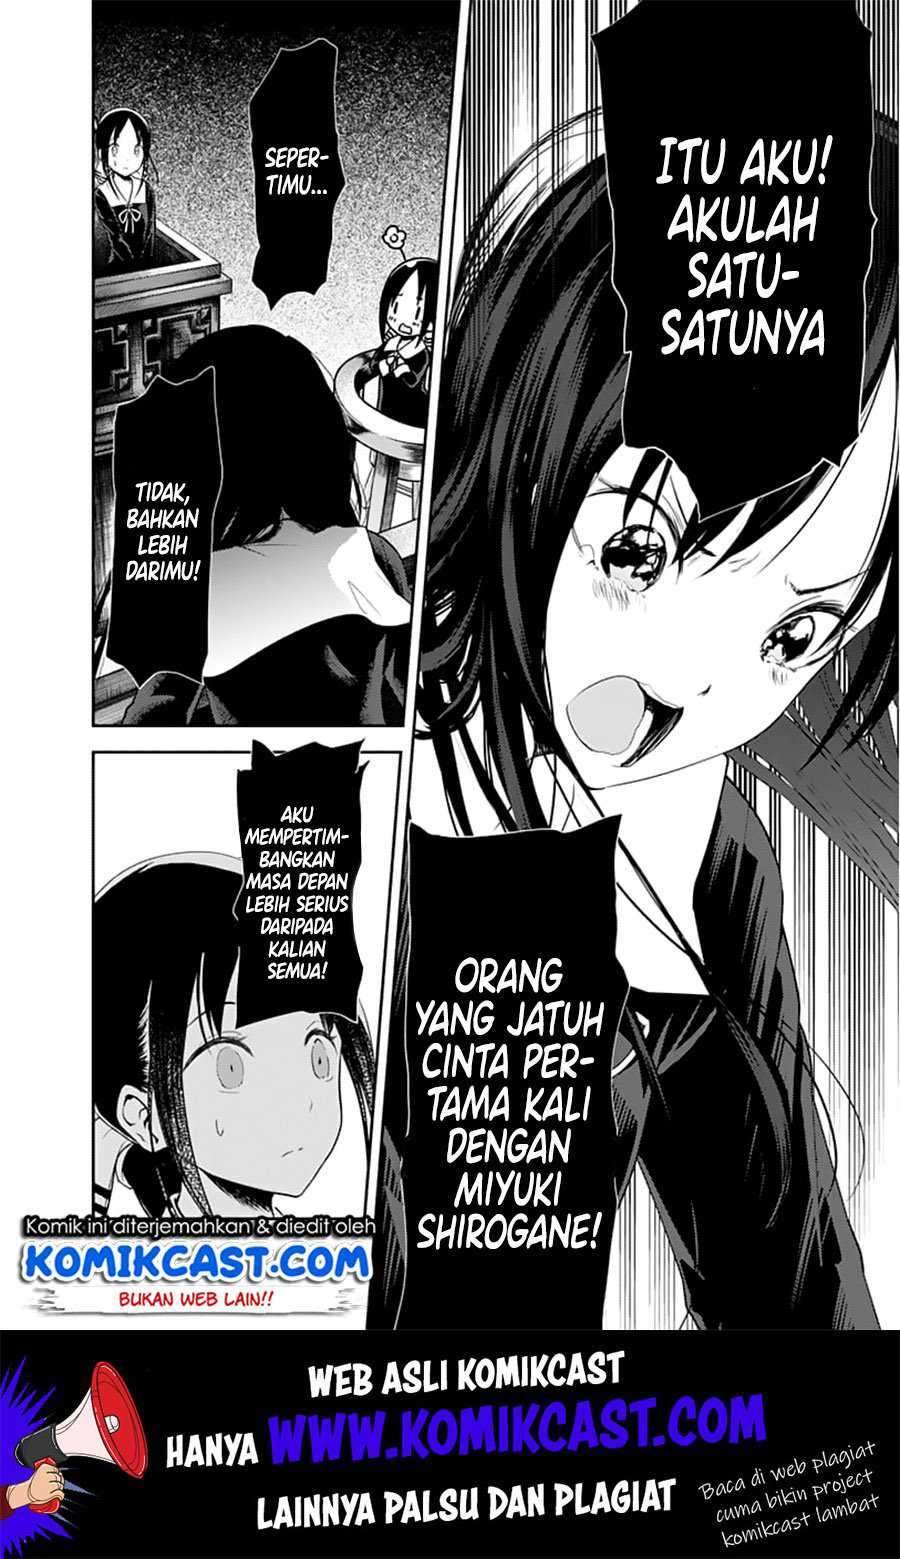 ITU AKU!
AKULAH
SATU-
SATUNYA
ORANG
YANG JATUH
CINTA PER-
TAMA KALI
DENGAN
MIYUKI
SHIROGANE!
SEPER-
TIMU...
TIDAK,
BAHKAN
LEBIH
DARIMU!
AKU
MEMPERTIM-
BANGKAN
MASA DEPAN
LEBIH SERIUS
DARIPADA
KALIAN
SEMUA!
Komik ini diterjemahkan & diedit oleh
KOMIKCAST.COM
BUKAN WEB LAIN!!
WEB ASLI KOMIKCAST
HANYA WWW.KOMIKCAST.COM
LAINNYA PALSU DAN PLAGIAT
Baca di web plagiat
cuma bikin project
komikcast lambat